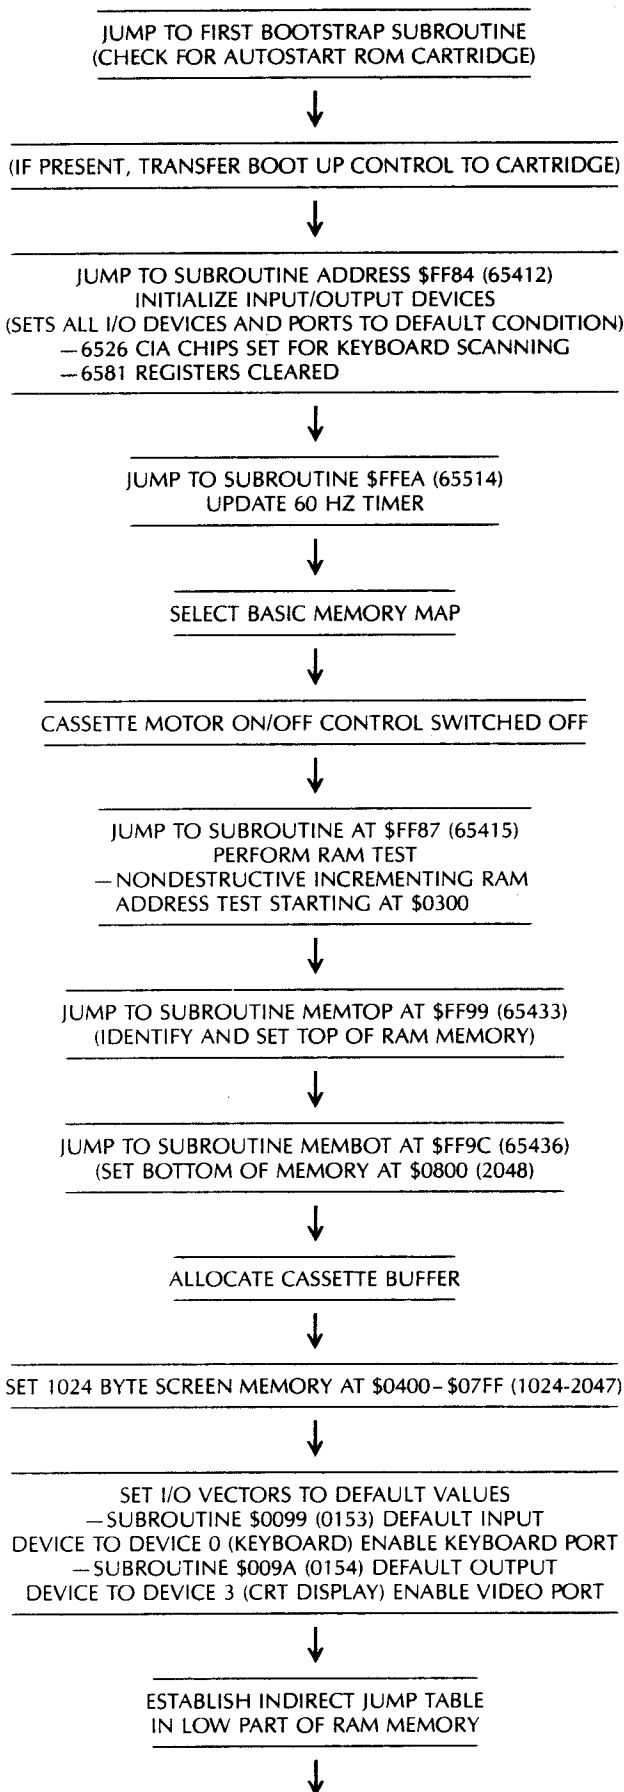 JUMP TO FIRST BOOTSTRAP SUBROUTINE
(CHECK FOR AUTOSTART ROM CARTRIDGE)
(IF PRESENT, TRANSFER BOOT UP CONTROL TO CARTRIDGE)
JUMP TO SUBROUTINE ADDRESS $FF84 (65412)
INITIALIZE INPUT/OUTPUT DEVICES
(SETS ALL I/O DEVICES AND PORTS TO DEFAULT CONDITION)
—6526 CIA CHIPS SET FOR KEYBOARD SCANNING
—6581 REGISTERS CLEARED
JUMP TO SUBROUTINE $FFEA (65514)
UPDATE 60 HZ TIMER
SELECT BASIC MEMORY MAP
CASSETTE MOTOR ON/OFF CONTROL SWITCHED OFF
JUMP TO SUBROUTINE AT $FF87 (65415)
PERFORM RAM TEST
—NONDESTRUCTIVE INCREMENTING RAM
ADDRESS TEST STARTING AT $0300
JUMP TO SUBROUTINE MEMTOP AT $FF99 (65433)
(IDENTIFY AND SET TOP OF RAM MEMORY)
JUMP TO SUBROUTINE MEMBOT AT $FF9C (65436)
(SET BOTTOM OF MEMORY AT $0800 (2048)
ALLOCATE CASSETTE BUFFER
SET 1024 BYTE SCREEN MEMORY AT $0400–$07FF (1024-2047)
SET I/O VECTORS TO DEFAULT VALUES
—SUBROUTINE $0099 (0153) DEFAULT INPUT
DEVICE TO DEVICE 0 (KEYBOARD) ENABLE KEYBOARD PORT
—SUBROUTINE $009A (0154) DEFAULT OUTPUT
DEVICE TO DEVICE 3 (CRT DISPLAY) ENABLE VIDEO PORT
ESTABLISH INDIRECT JUMP TABLE
IN LOW PART OF RAM MEMORY